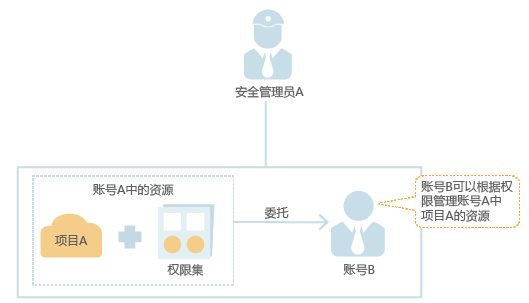 安全管理员A
账号A中的资源
项目A
权限集
委托
账号B
账号B可以根据权
限管理账号A中
项目A的资源